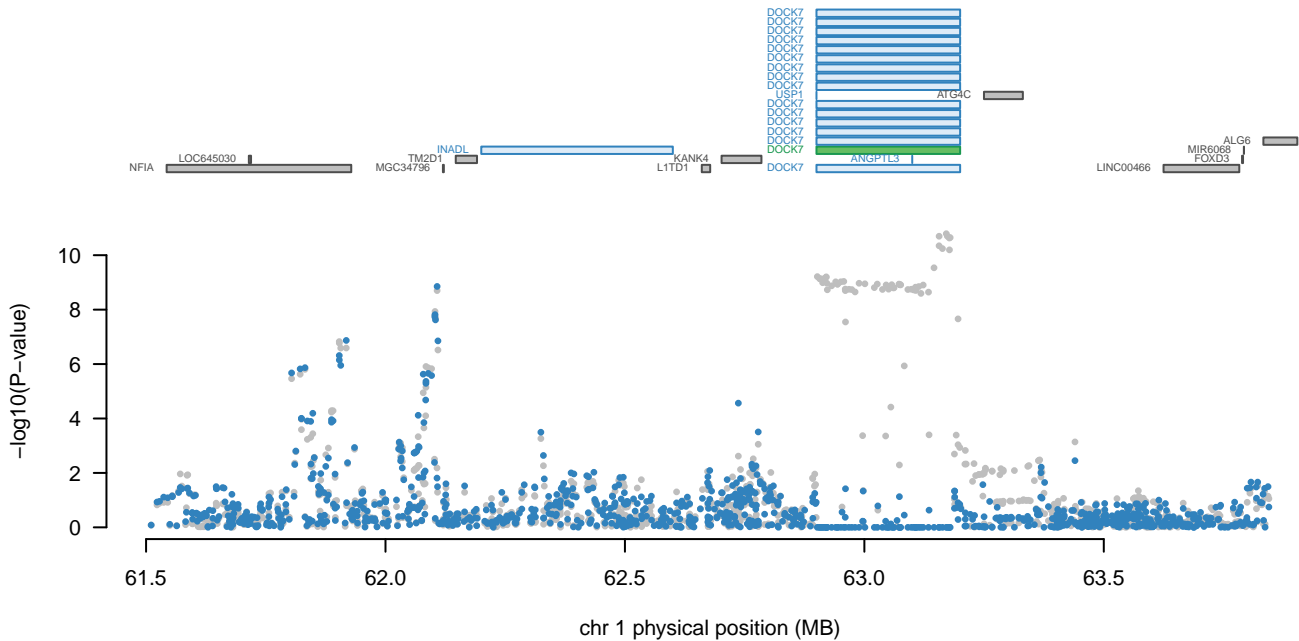 DOCK7
DOCK7
DOCK7
DOCK7
DOCK7
DOCK7
DOCK7
DOCK7
DOCK7
USP1 ATG4C
DOCK7
DOCK7
DOCK7
DOCK7
DOCK7 ALG6
INADL DOCK7 MIR6068
LOC645030 TM2D1 KANK4 ANGPTL3 FOXD3
NFIA MGC34796 L1TD1 DOCK7 LINC00466
10
8
6
4
2
0
−log10(P−value)
61.5 62.0 62.5 63.0 63.5
chr 1 physical position (MB)